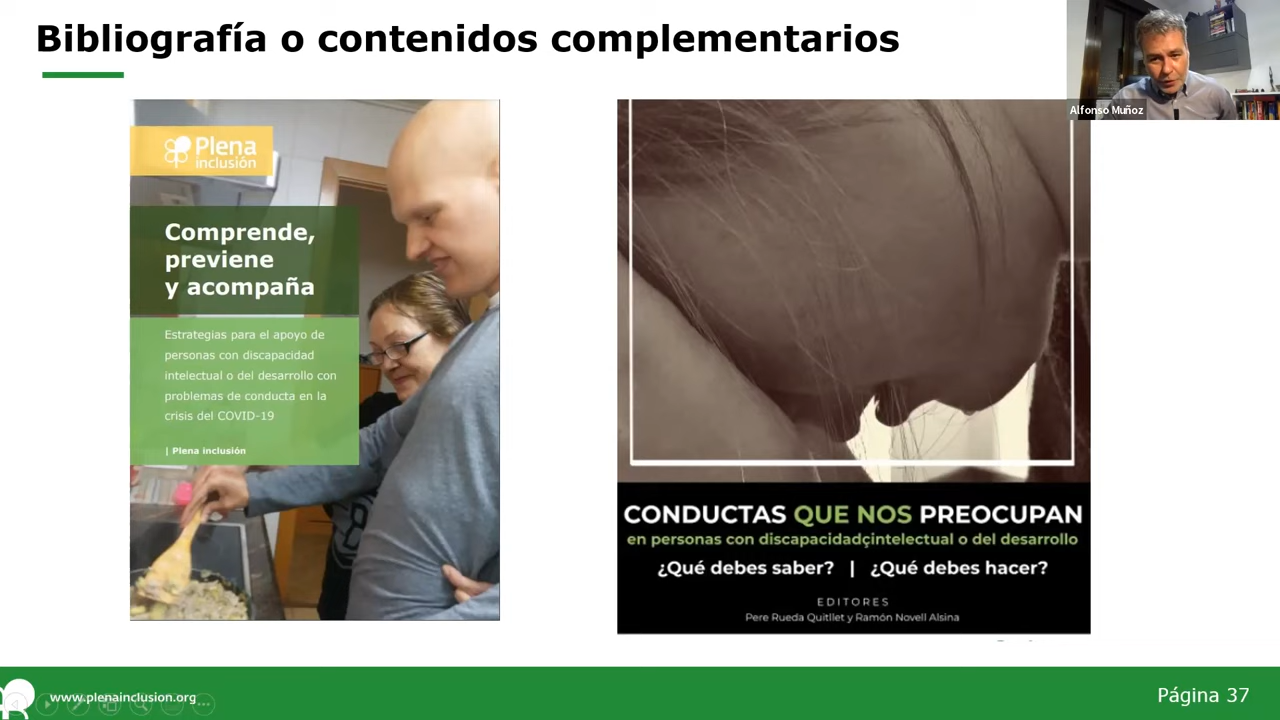 Bibliografía o contenidos complementarios
Alfonso Muñoz
Plena
inclusión
Comprende,
previene
y acompaña
Estrategias para el apoyo de
personas con discapacidad
intelectual o del desarrollo con
problemas de conducta en la
crisis del COVID-19
| Plena inclusión
CONDUCTAS QUE NOS PREOCUPAN
en personas con discapacidadçintelectual o del desarrollo
¿Qué debes saber? | ¿Qué debes hacer?
EDITORES
Pere Rueda Quitllet y Ramón Novell Alsina
www.plenainclusion.org
Página 37